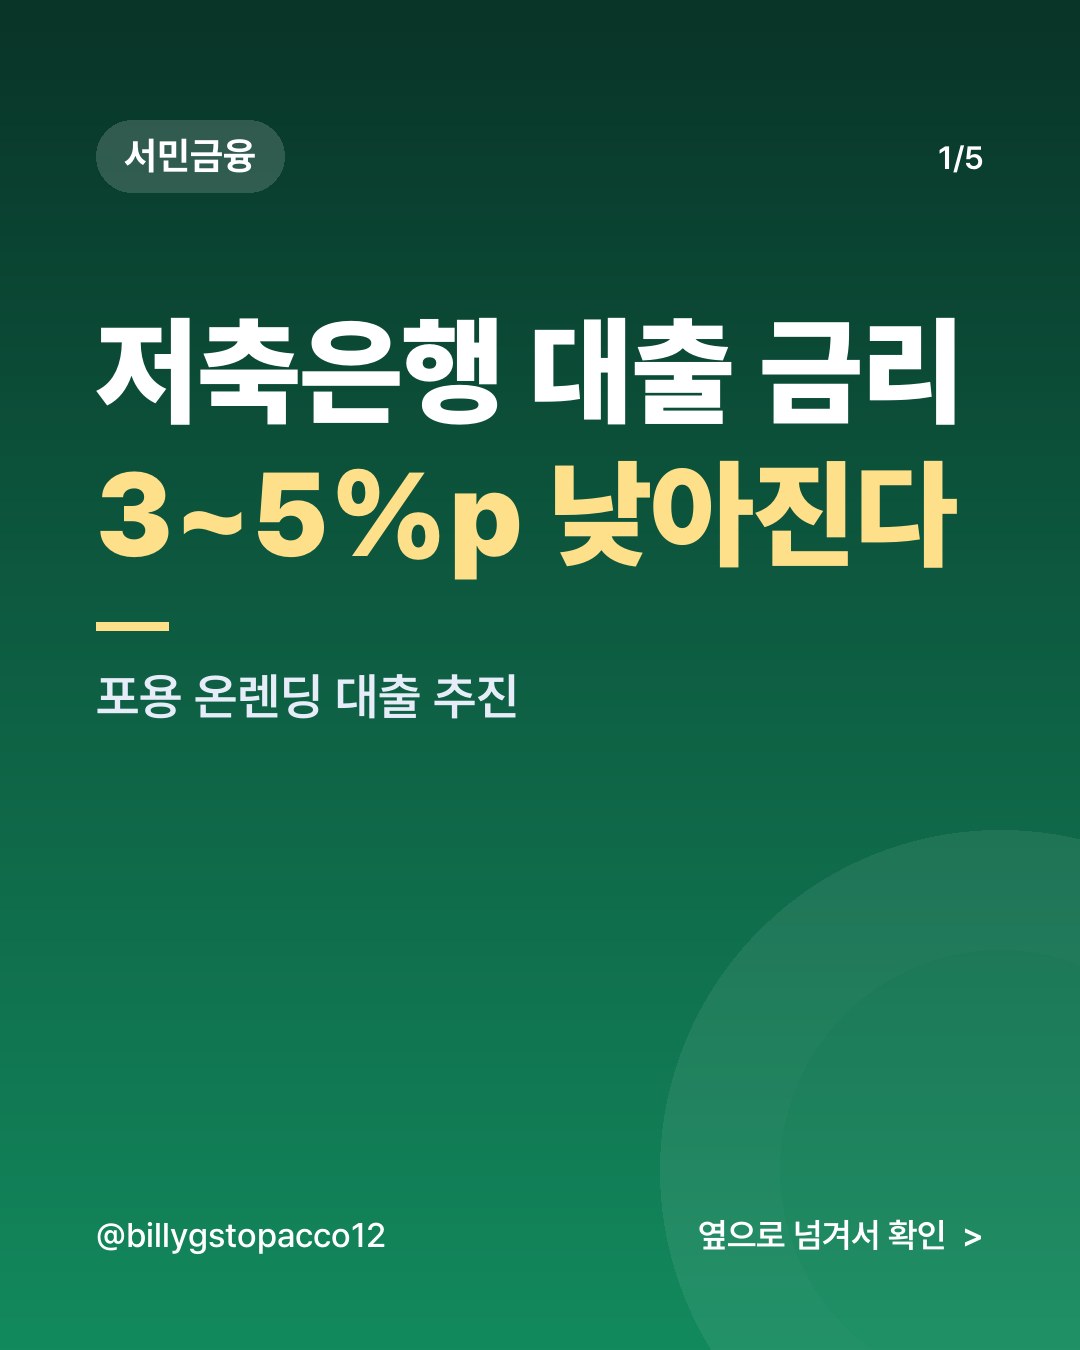 서민금융
1/5
저축은행 대출 금리
3~5%p 낮아진다
포용 온렌딩 대출 추진
@billygstopacco12
옆으로 넘겨서 확인 >